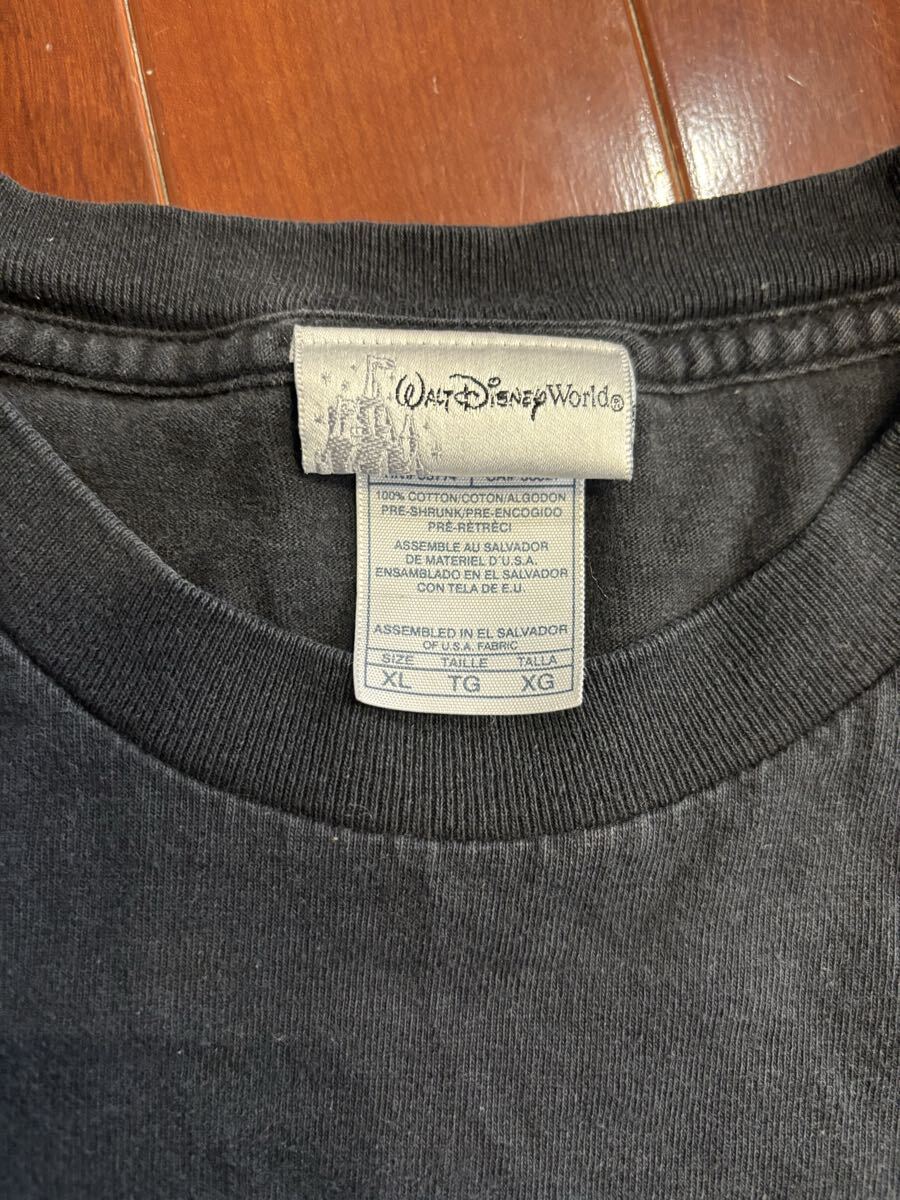 WALT DISNEY World®
100% COTTON/COTON/ALGODON
PRE-SHRUNK/PRE-ENCOGIDO
PRÉ-RÉTRÉCI
ASSEMBLE AU SALVADOR
DE MATERIEL D'U.S.A.
ENSAMBLADO EN EL SALVADOR
CON TELA DE E.U.
ASSEMBLED IN EL SALVADOR
OF U.S.A. FABRIC
SIZE TAILLE TALLA
XL TG XG